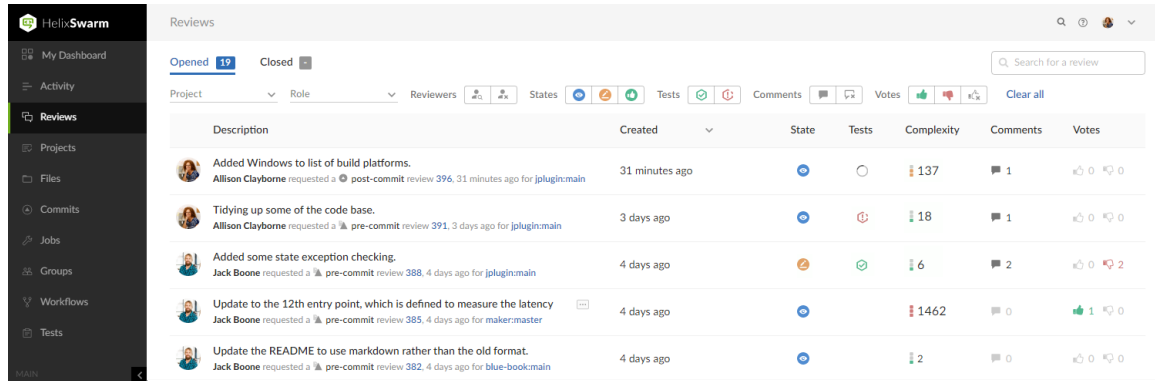 HelixSwarm
Reviews
My Dashboard
Activity
Reviews
Projects
Files
Commits
Jobs
Groups
Workflows
Tests
MAIN
Opened 19 Closed -
Search for a review
Project Role Reviewers States Tests Comments Votes Clear all
Description Created State Tests Complexity Comments Votes
Added Windows to list of build platforms.
Allison Clayborne requested a post-commit review 396, 31 minutes ago for jplugin:main
31 minutes ago 137 1 0 0
Tidying up some of the code base.
Allison Clayborne requested a pre-commit review 391, 3 days ago for jplugin:main
3 days ago 18 1 0 0
Added some state exception checking.
Jack Boone requested a pre-commit review 388, 4 days ago for jplugin:main
4 days ago 6 2 0 2
Update to the 12th entry point, which is defined to measure the latency ...
Jack Boone requested a pre-commit review 385, 4 days ago for maker:master
4 days ago 1462 0 1 0
Update the README to use markdown rather than the old format.
Jack Boone requested a pre-commit review 382, 4 days ago for blue-book:main
4 days ago 2 0 0 0